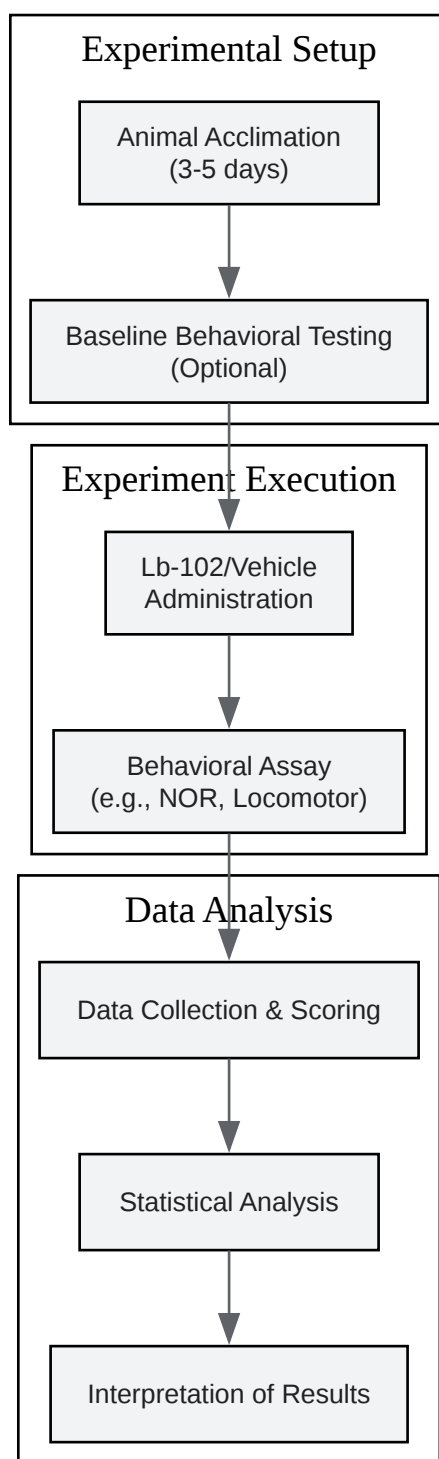 Experimental Setup
Animal Acclimation
(3-5 days)
Baseline Behavioral Testing
(Optional)
Experiment Execution
Lb-102/Vehicle
Administration
Behavioral Assay
(e.g., NOR, Locomotor)
Data Analysis
Data Collection & Scoring
Statistical Analysis
Interpretation of Results